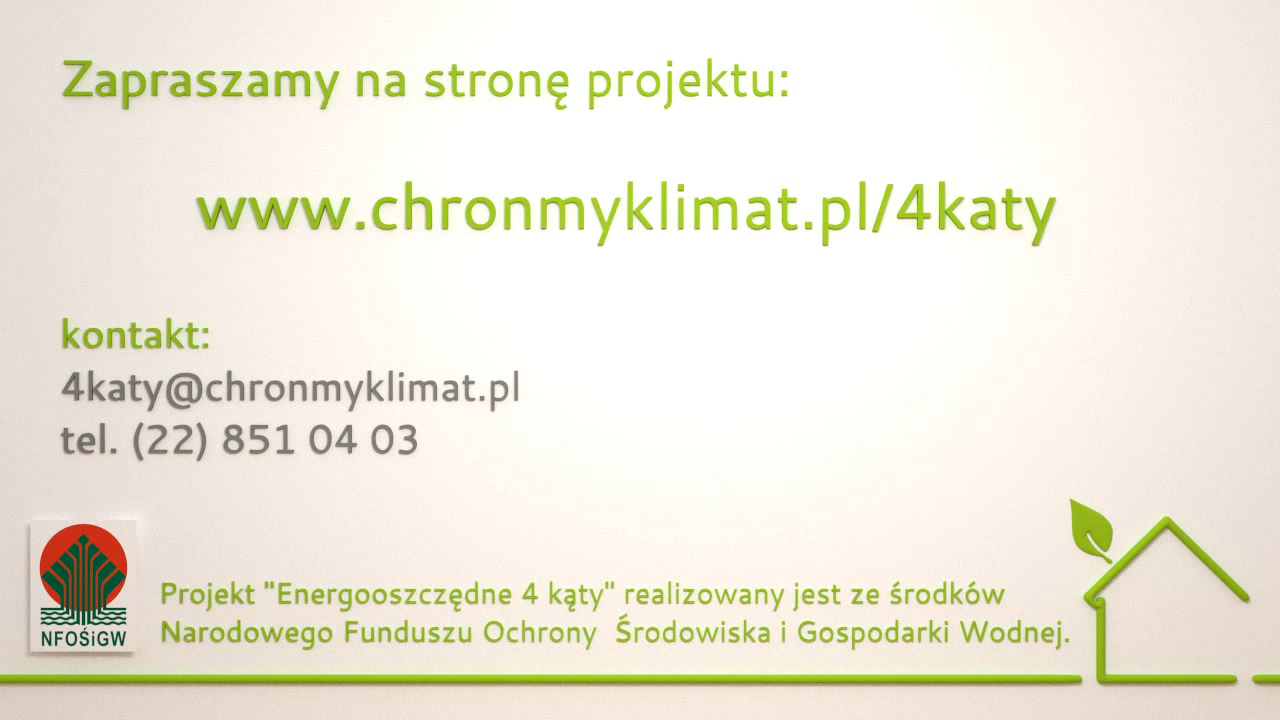 Zapraszamy na stronę projektu:
www.chronmyklimat.pl/4katy
kontakt:
4katy@chronmyklimat.pl
tel. (22) 851 04 03
Projekt "Energooszczędne 4 kąty" realizowany jest ze środków
Narodowego Funduszu Ochrony Środowiska i Gospodarki Wodnej.
NFOŚiGW